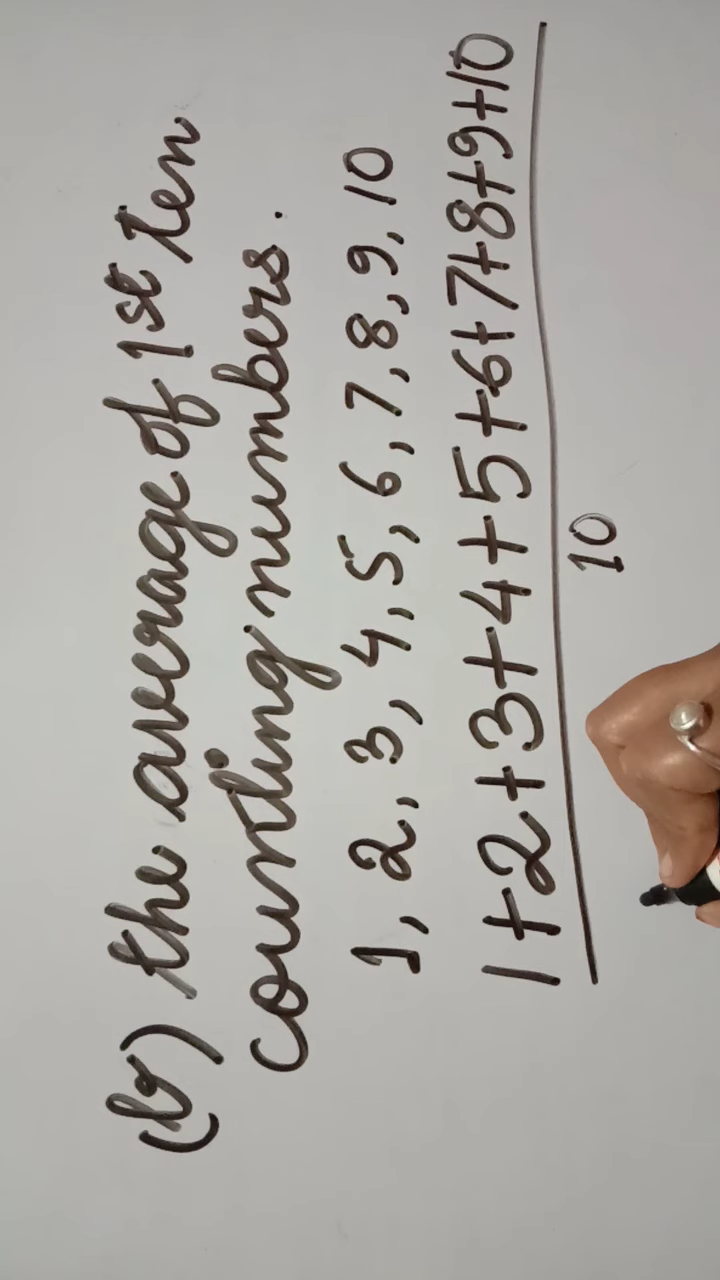 (b) the average of 1st ten
counting numbers.
1, 2, 3, 4, 5, 6, 7, 8, 9, 10
1+2+3+4+5+6+7+8+9+10
10